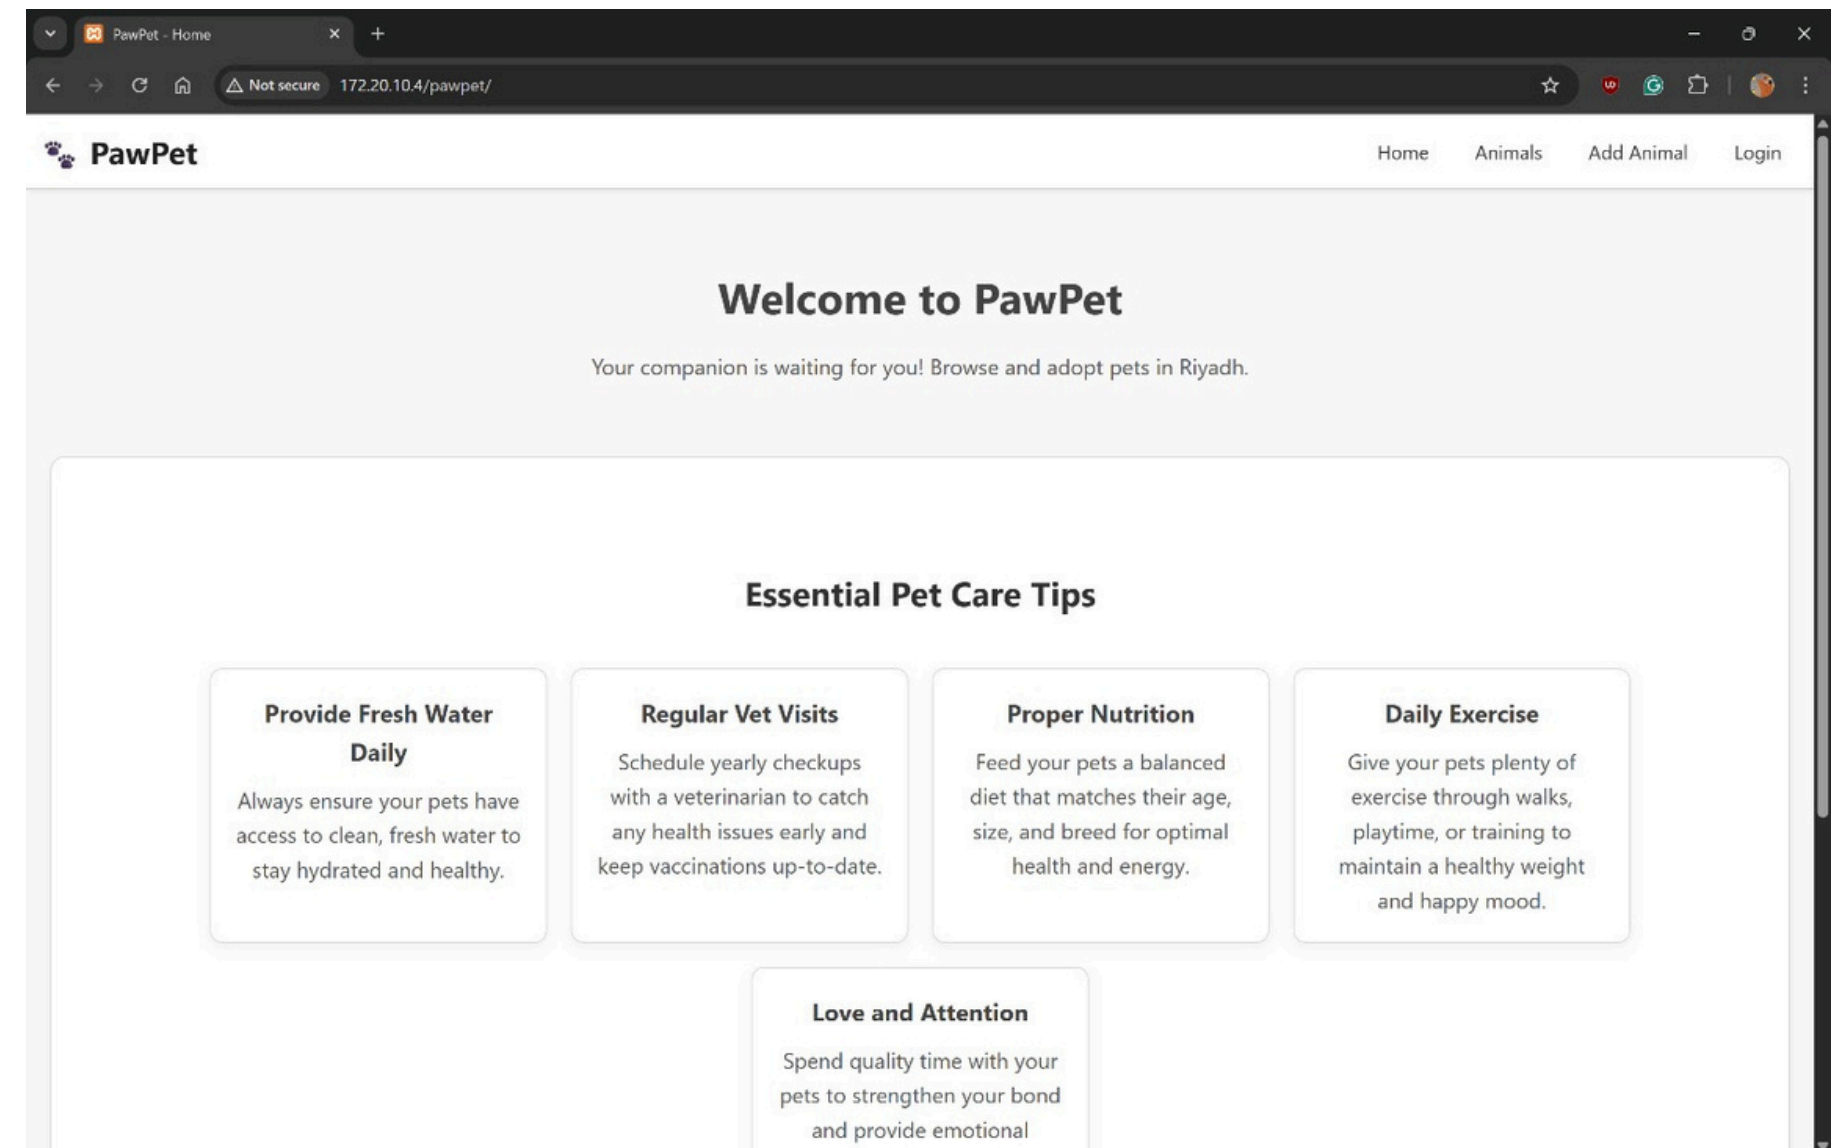 PawPet - Home
Not secure 172.20.10.4/pawpet/
PawPet
Home Animals Add Animal Login
Welcome to PawPet
Your companion is waiting for you! Browse and adopt pets in Riyadh.
Essential Pet Care Tips
Provide Fresh Water
Daily
Always ensure your pets have
access to clean, fresh water to
stay hydrated and healthy.
Regular Vet Visits
Schedule yearly checkups
with a veterinarian to catch
any health issues early and
keep vaccinations up-to-date.
Proper Nutrition
Feed your pets a balanced
diet that matches their age,
size, and breed for optimal
health and energy.
Daily Exercise
Give your pets plenty of
exercise through walks,
playtime, or training to
maintain a healthy weight
and happy mood.
Love and Attention
Spend quality time with your
pets to strengthen your bond
and provide emotional